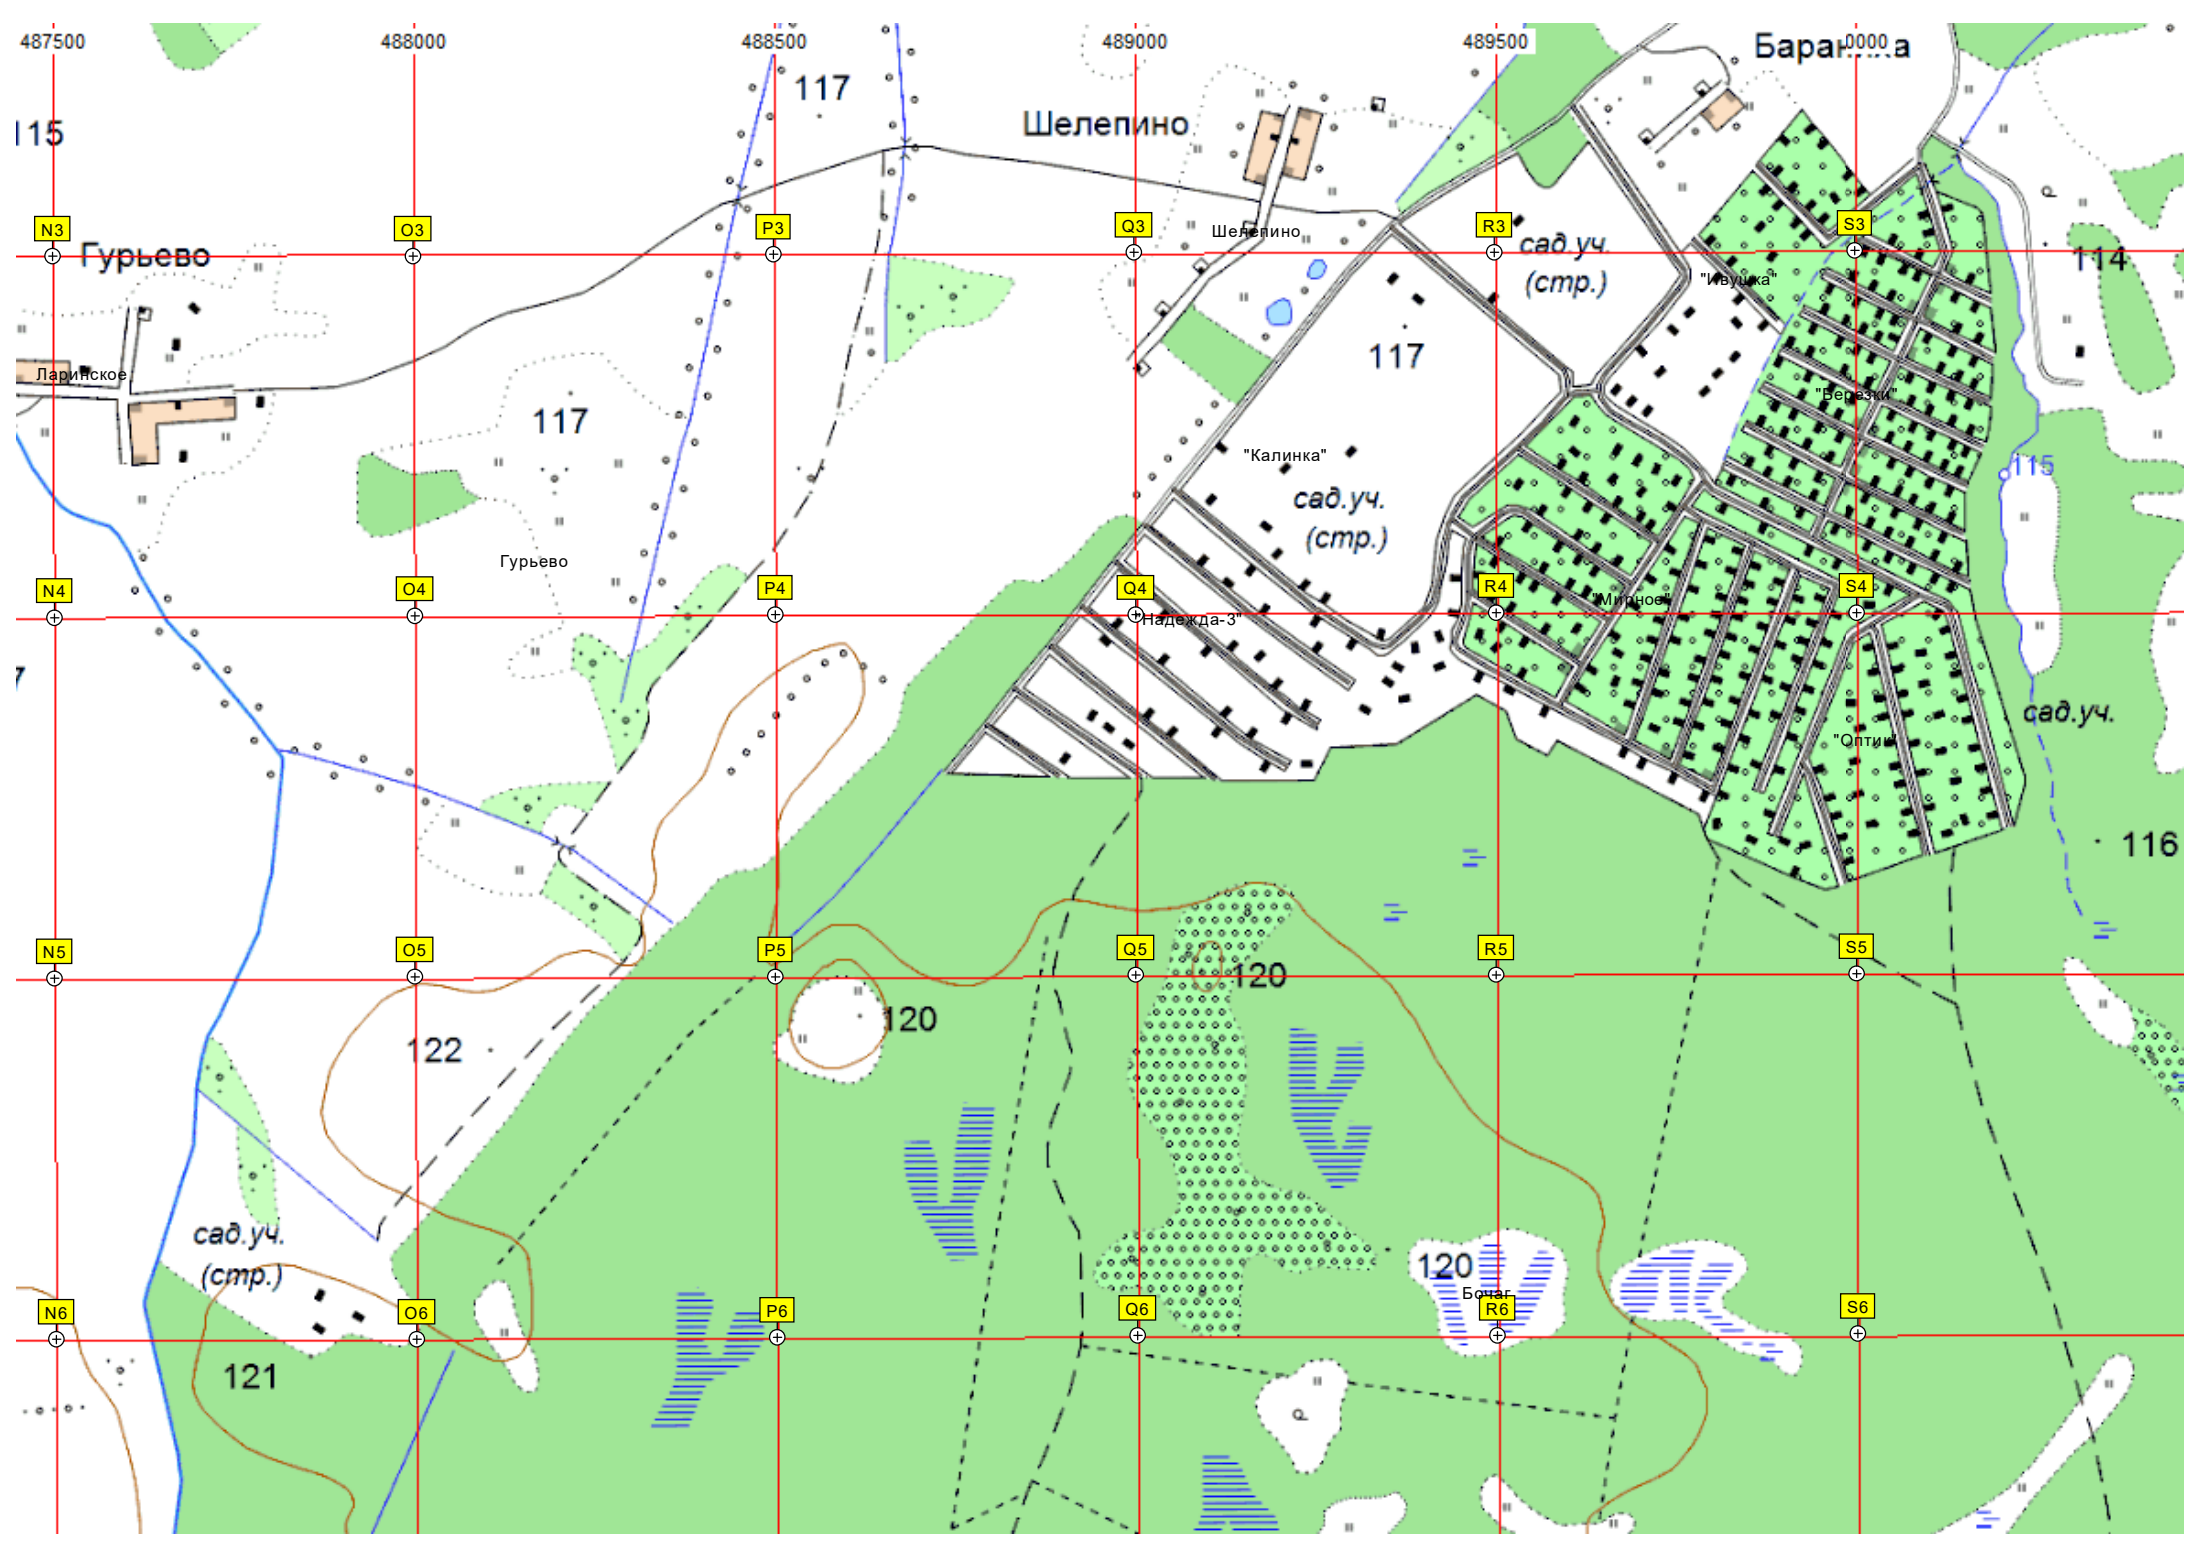 487500 488000 488500 489000 489500 0000
117
115
Шелепино
N3 O3 P3 Q3 R3 S3
Гурьево
Шелепино
сад.уч.
(стр.)
"Ивушка"
114
117
Ларинское
"Березки"
117
"Калинка"
115
сад.уч.
(стр.)
Гурьево
N4 O4 P4 Q4 R4 S4
Надежда-3"
"Мирное"
7
сад.уч.
"Оптик"
116
N5 O5 P5 Q5 R5 S5
120
120
122
сад.уч.
(стр.)
120
Бочаг
N6 O6 P6 Q6 R6 S6
121